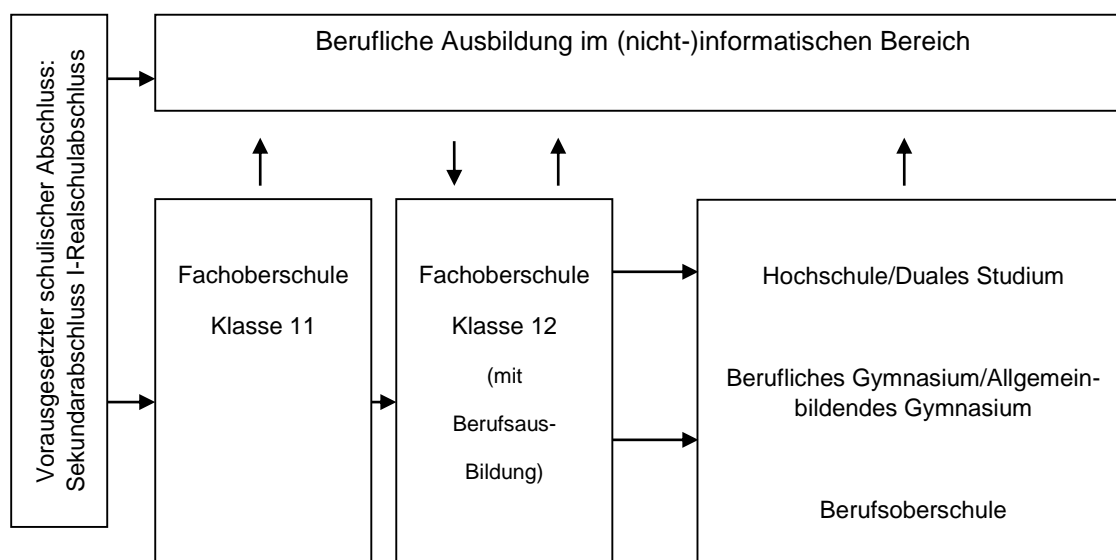 Vorausgesetzter schulischer Abschluss:
Sekundarabschluss I-Realschulabschluss
Berufliche Ausbildung im (nicht-)informatischen Bereich
Fachoberschule
Klasse 11
Fachoberschule
Klasse 12
(mit
Berufsaus-
Bildung)
Hochschule/Duales Studium
Berufliches Gymnasium/Allgemein-
bildendes Gymnasium
Berufsoberschule